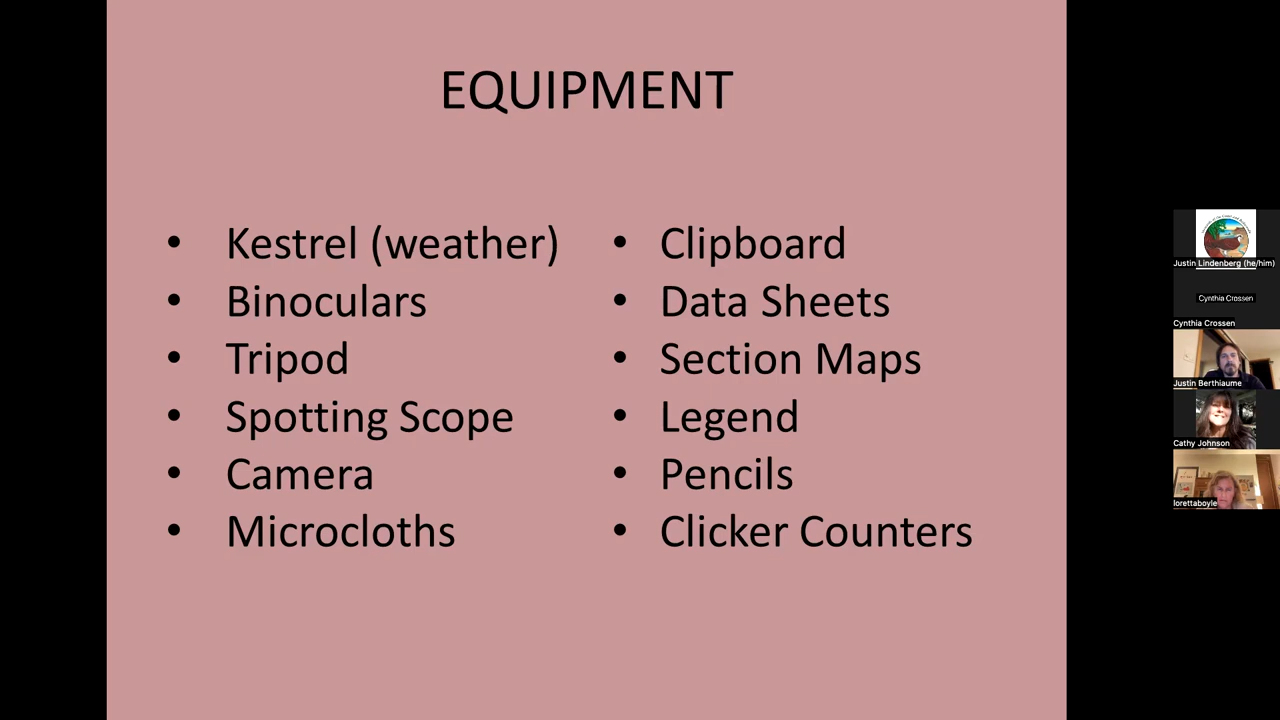 EQUIPMENT
• Kestrel (weather)
• Binoculars
• Tripod
• Spotting Scope
• Camera
• Microcloths
• Clipboard
• Data Sheets
• Section Maps
• Legend
• Pencils
• Clicker Counters
Justin Lindenberg (he/him)
Cynthia Crossen
Cynthia Crossen
Justin Berthiaume
Cathy Johnson
lorettaboyle